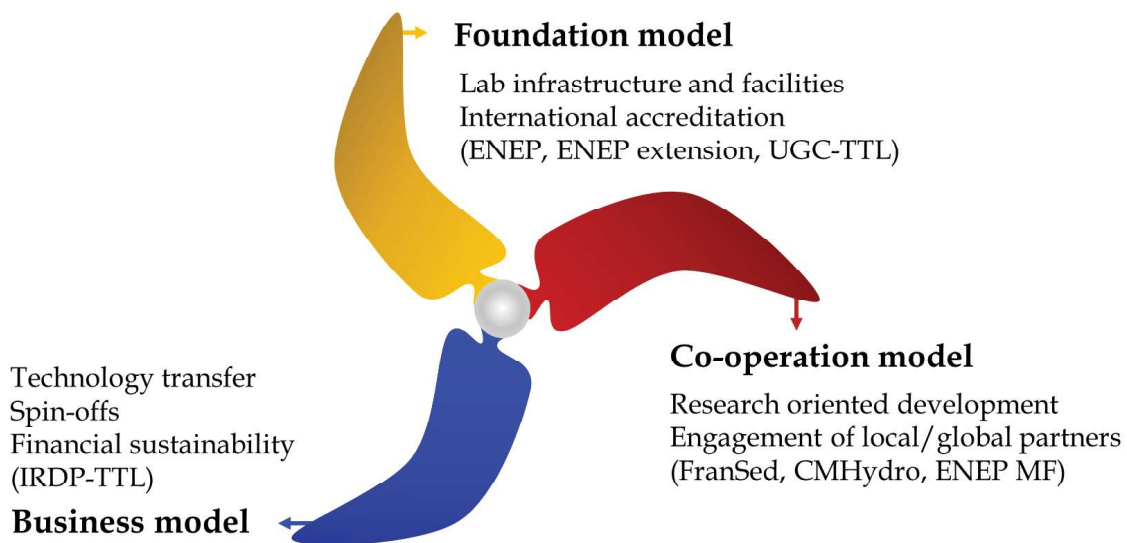 Foundation model
Lab infrastructure and facilities
International accreditation
(ENEP, ENEP extension, UGC-TTL)
Co-operation model
Research oriented development
Engagement of local/global partners
(FranSed, CMHydro, ENEP MF)
Technology transfer
Spin-offs
Financial sustainability
(IRDP-TTL)
Business model